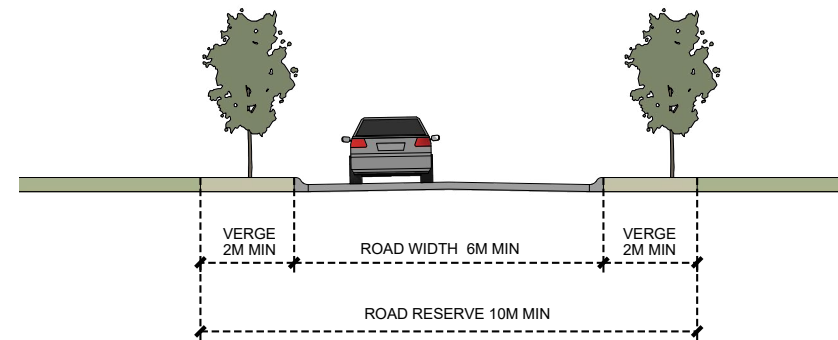 VERGE
2M MIN
ROAD WIDTH 6M MIN
VERGE
2M MIN
ROAD RESERVE 10M MIN